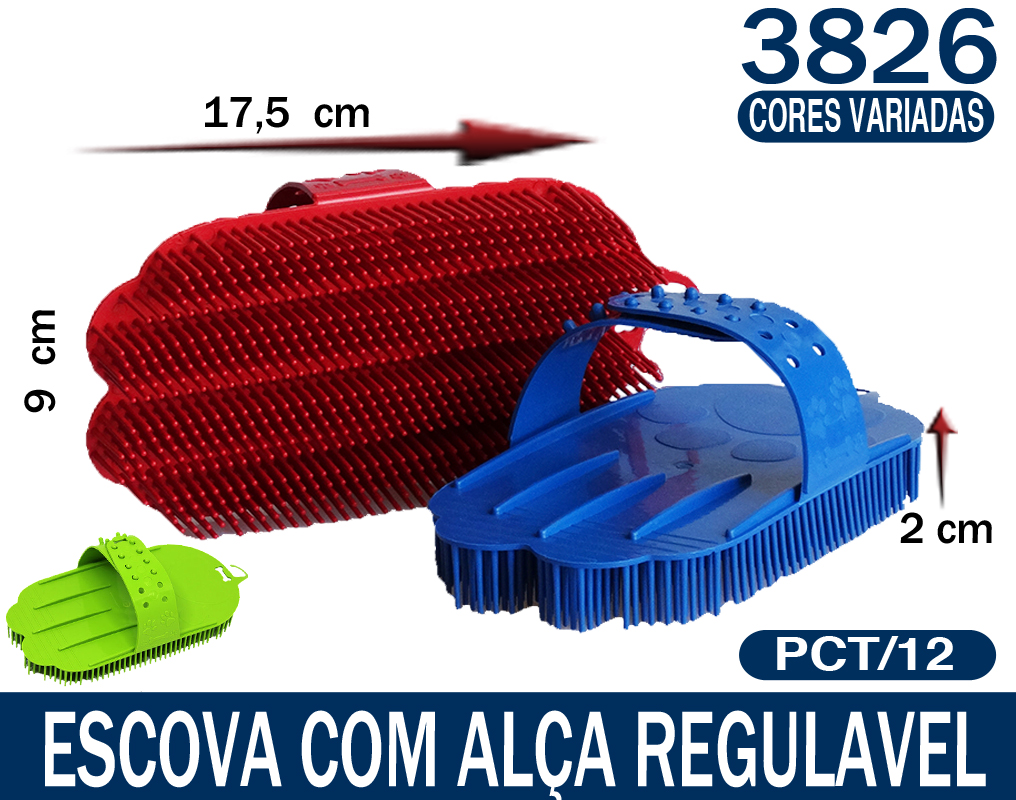 3826
CORES VARIADAS
17,5 cm
9 cm
2 cm
PCT/12
ESCOVA COM ALÇA REGULAVEL